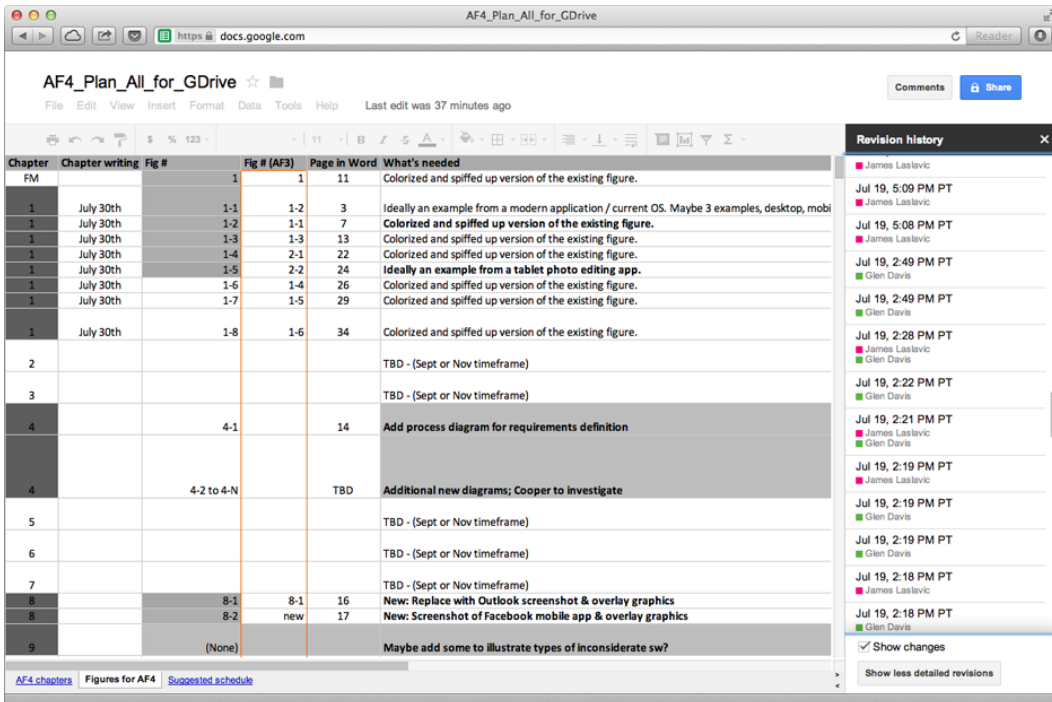 AF4_Plan_All_for_GDrive
https docs.google.com Reader
AF4_Plan_All_for_GDrive
Comments Share
File Edit View Insert Format Data Tools Help Last edit was 37 minutes ago
$ % 123 11 B I S A Σ
Chapter Chapter writing Fig # Fig # (AF3) Page in Word What's needed
FM 1 1 11 Colorized and spiffed up version of the existing figure.
1 July 30th 1-1 1-2 3 Ideally an example from a modern application / current OS. Maybe 3 examples, desktop, mobi
1 July 30th 1-2 1-1 7 Colorized and spiffed up version of the existing figure.
1 July 30th 1-3 1-3 13 Colorized and spiffed up version of the existing figure.
1 July 30th 1-4 2-1 22 Colorized and spiffed up version of the existing figure.
1 July 30th 1-5 2-2 24 Ideally an example from a tablet photo editing app.
1 July 30th 1-6 1-4 26 Colorized and spiffed up version of the existing figure.
1 July 30th 1-7 1-5 29 Colorized and spiffed up version of the existing figure.
1 July 30th 1-8 1-6 34 Colorized and spiffed up version of the existing figure.
2 TBD - (Sept or Nov timeframe)
3 TBD - (Sept or Nov timeframe)
4 4-1 14 Add process diagram for requirements definition
4 4-2 to 4-N TBD Additional new diagrams; Cooper to investigate
5 TBD - (Sept or Nov timeframe)
6 TBD - (Sept or Nov timeframe)
7 TBD - (Sept or Nov timeframe)
8 8-1 8-1 16 New: Replace with Outlook screenshot & overlay graphics
8 8-2 new 17 New: Screenshot of Facebook mobile app & overlay graphics
9 (None) Maybe add some to illustrate types of inconsiderate sw?
AF4 chapters Figures for AF4 Suggested schedule
Revision history
James Laslavic
Jul 19, 5:09 PM PT
James Laslavic
Jul 19, 5:08 PM PT
James Laslavic
Jul 19, 2:49 PM PT
Glen Davis
Jul 19, 2:49 PM PT
Glen Davis
Jul 19, 2:28 PM PT
James Laslavic
Glen Davis
Jul 19, 2:22 PM PT
Glen Davis
Jul 19, 2:21 PM PT
James Laslavic
Glen Davis
Jul 19, 2:19 PM PT
James Laslavic
Jul 19, 2:19 PM PT
Glen Davis
Jul 19, 2:19 PM PT
Glen Davis
Jul 19, 2:18 PM PT
James Laslavic
Jul 19, 2:18 PM PT
Glen Davis
Show changes
Show less detailed revisions